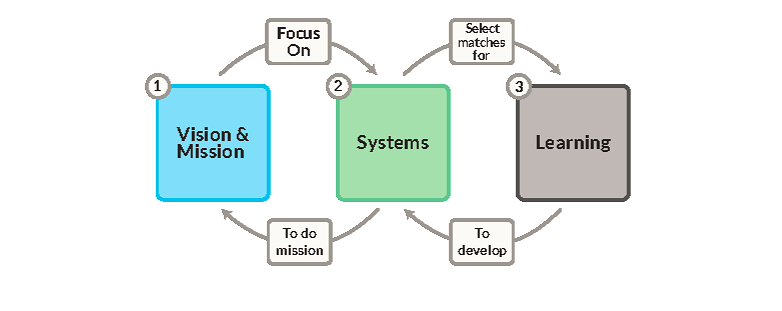 Focus
On
Select
matches
for
1
2
3
Vision &
Mission
Systems
Learning
To do
mission
To
develop